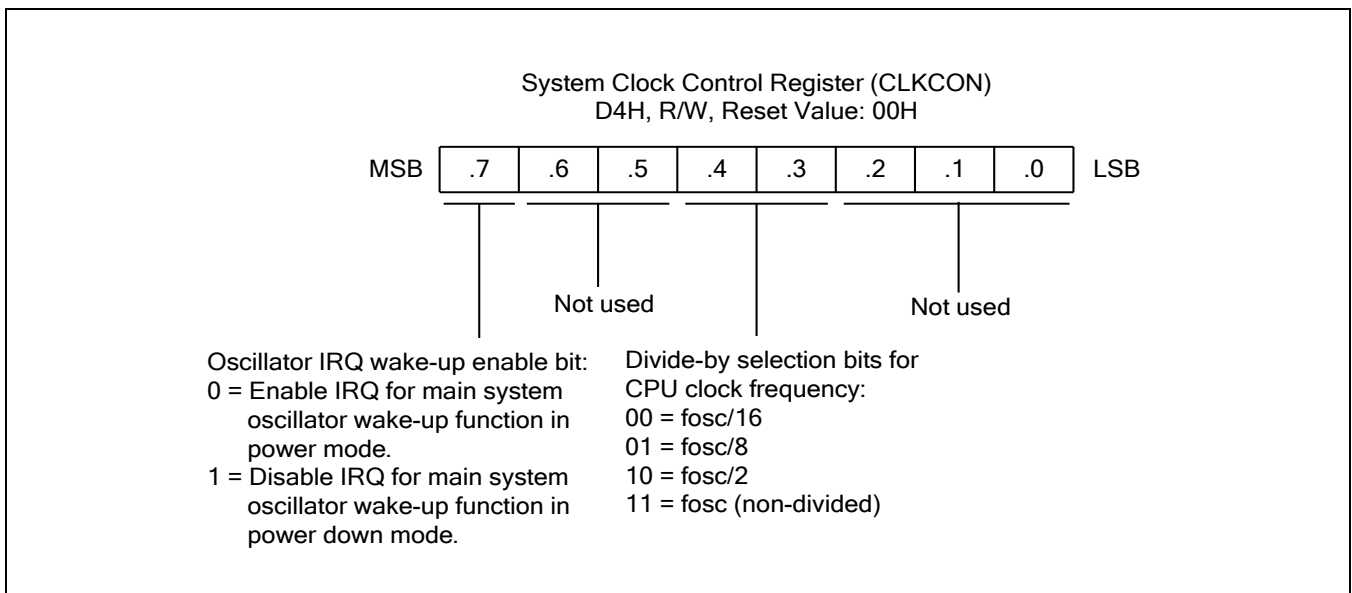 System Clock Control Register (CLKCON)
D4H, R/W, Reset Value: 00H
MSB .7 .6 .5 .4 .3 .2 .1 .0 LSB
Not used
Not used
Oscillator IRQ wake-up enable bit:
0 = Enable IRQ for main system
oscillator wake-up function in
power mode.
1 = Disable IRQ for main system
oscillator wake-up function in
power down mode.
Divide-by selection bits for
CPU clock frequency:
00 = fosc/16
01 = fosc/8
10 = fosc/2
11 = fosc (non-divided)